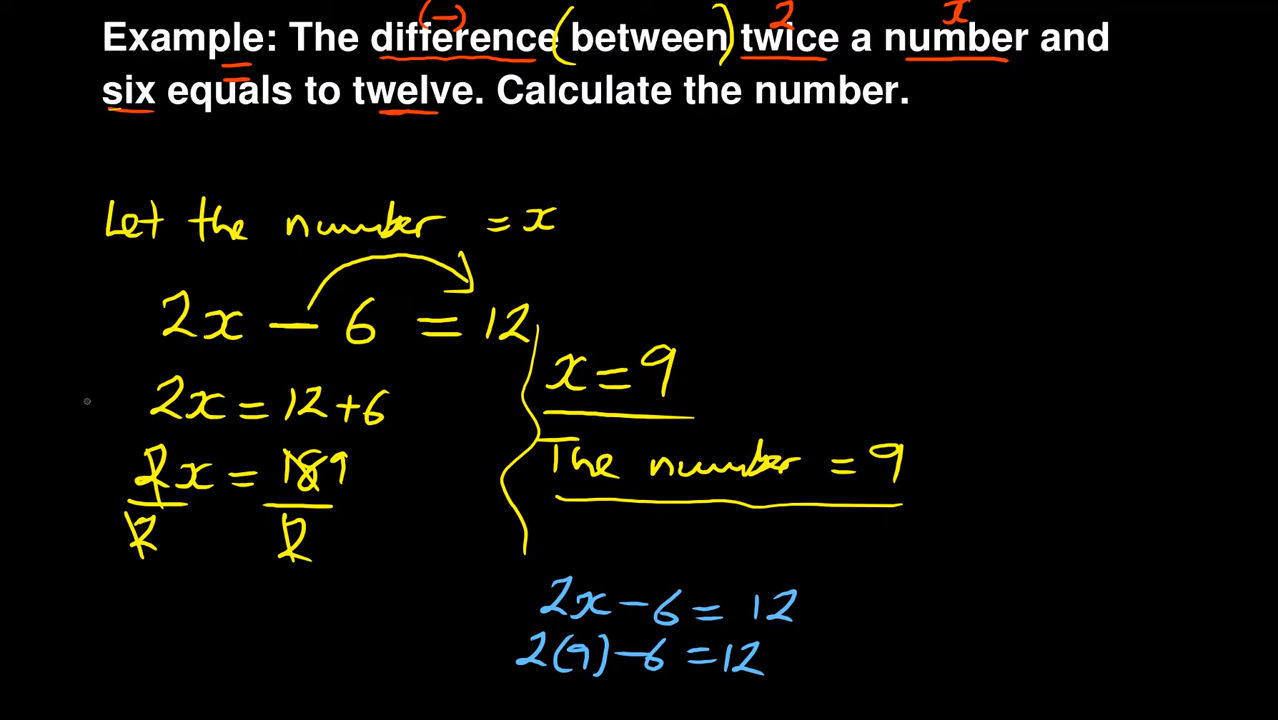 (-) 2 x
Example: The difference (between) twice a number and
=
six equals to twelve. Calculate the number.
Let the number = x
2x - 6 = 12
2x = 12 + 6
2x = 18 9
2 2
x = 9
The number = 9
2x - 6 = 12
2(9) - 6 = 12